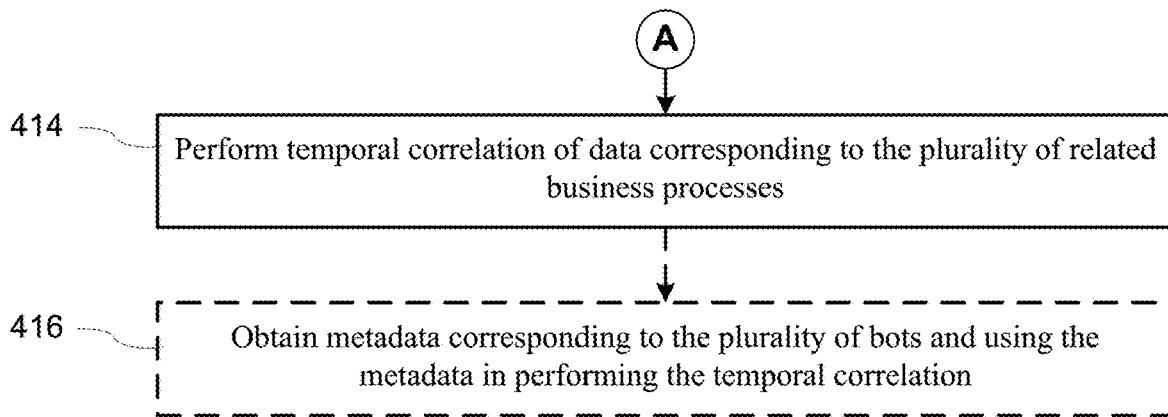 A
414
Perform temporal correlation of data corresponding to the plurality of related
business processes
416
Obtain metadata corresponding to the plurality of bots and using the
metadata in performing the temporal correlation